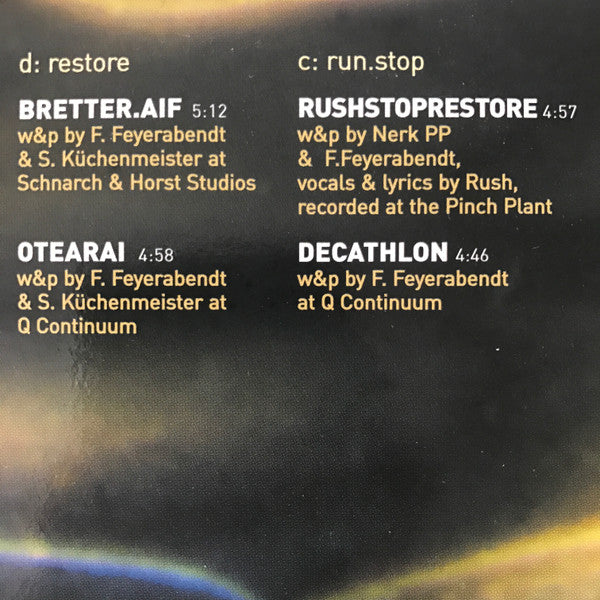 d: restore
BRETTER.AIF 5:12
w&p by F. Feyerabendt
& S. Küchenmeister at
Schnarch & Horst Studios
OTEARAI 4:58
w&p by F. Feyerabendt
& S. Küchenmeister at
Q Continuum
c: run.stop
RUSHSTOPRESTORE 4:57
w&p by Nerk PP
& F.Feyerabendt,
vocals & lyrics by Rush,
recorded at the Pinch Plant
DECATHLON 4:46
w&p by F. Feyerabendt
at Q Continuum